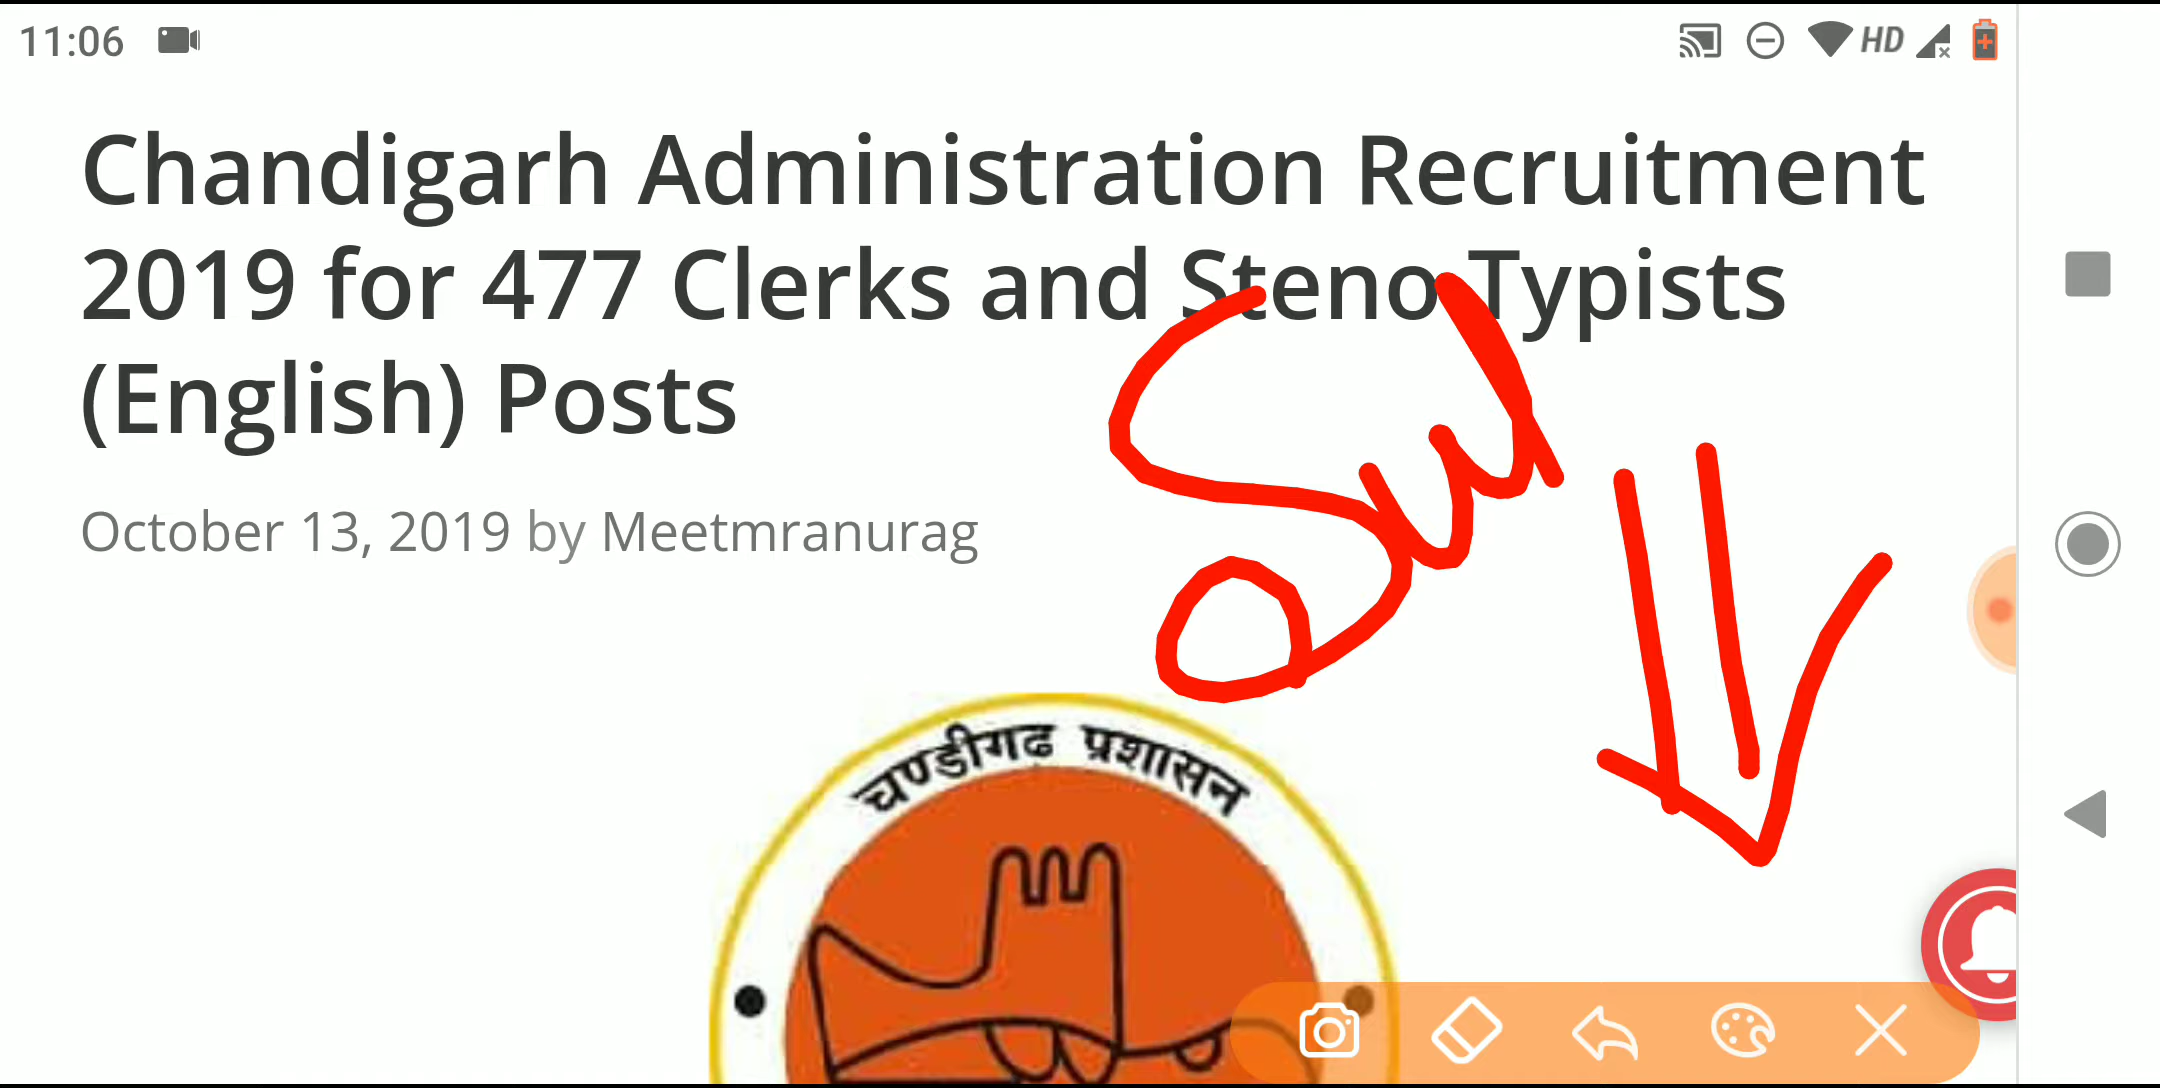 11:06
HD
Chandigarh Administration Recruitment
2019 for 477 Clerks and Steno Typists
(English) Posts
October 13, 2019 by Meetmranurag
चण्डीगढ प्रशासन